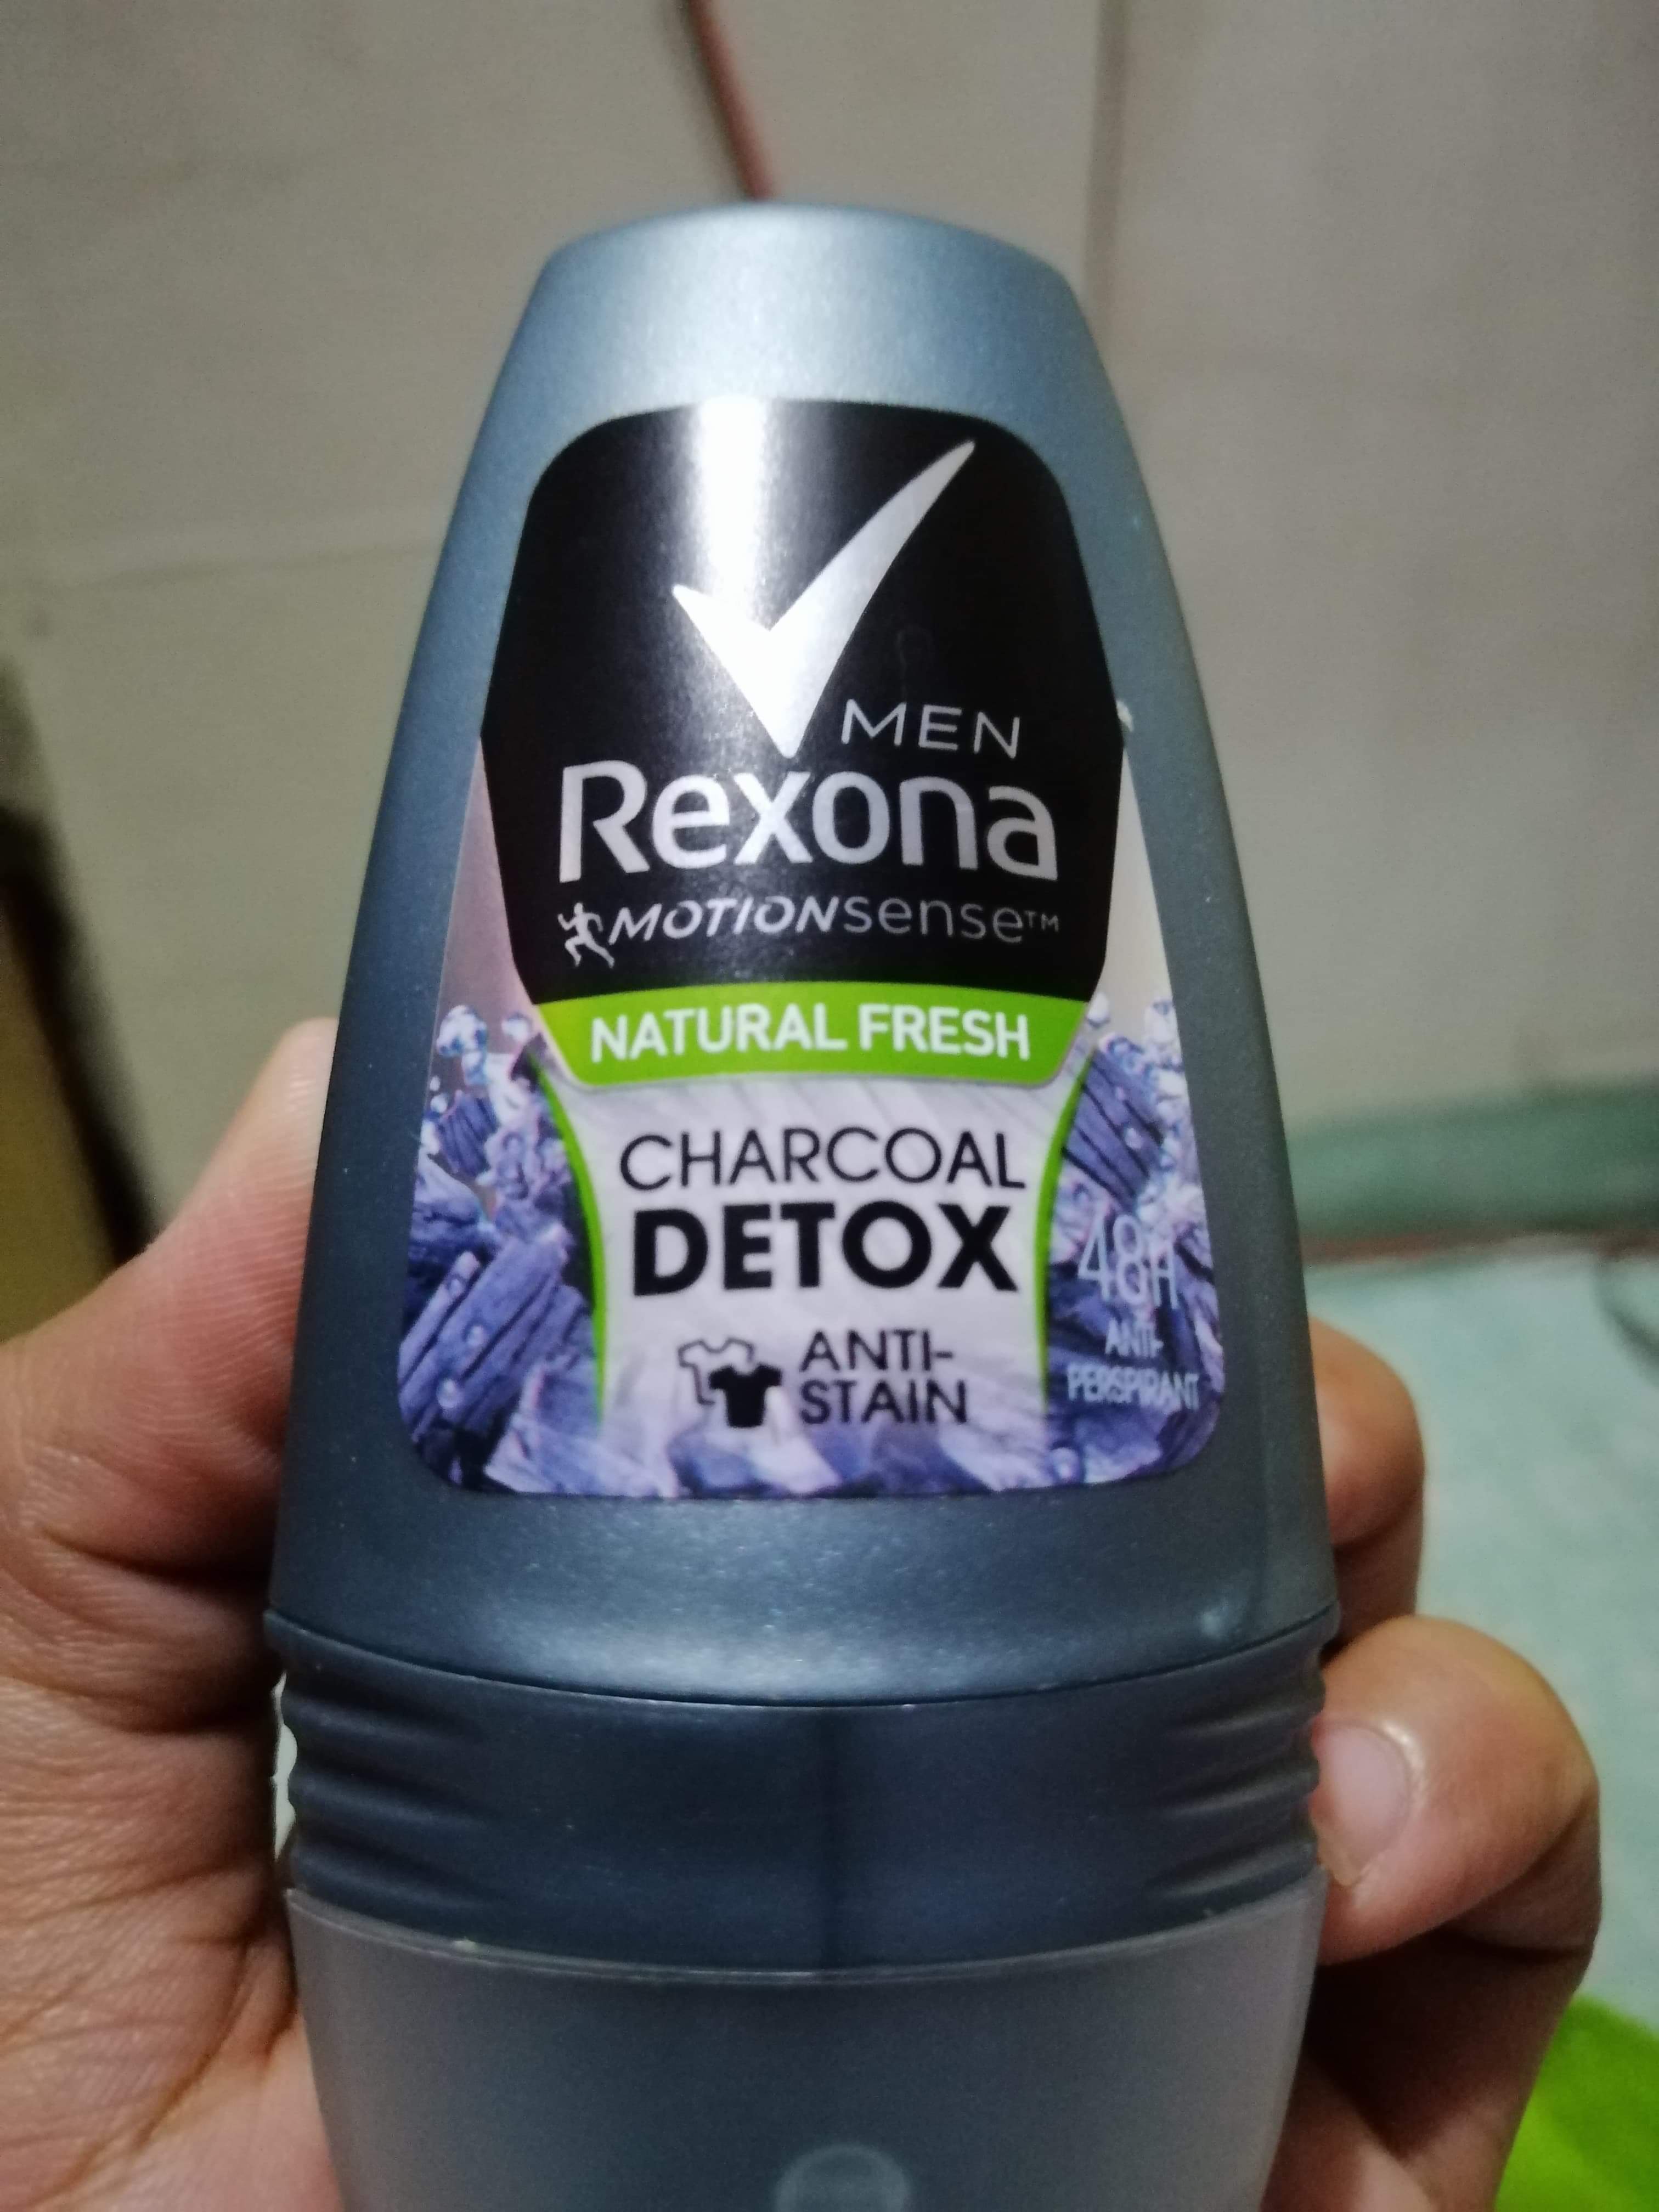 MEN
Rexona
MOTIONsense™
NATURAL FRESH
CHARCOAL
DETOX
ANTI-
STAIN
48H
ANTI-
PERSPIRANT